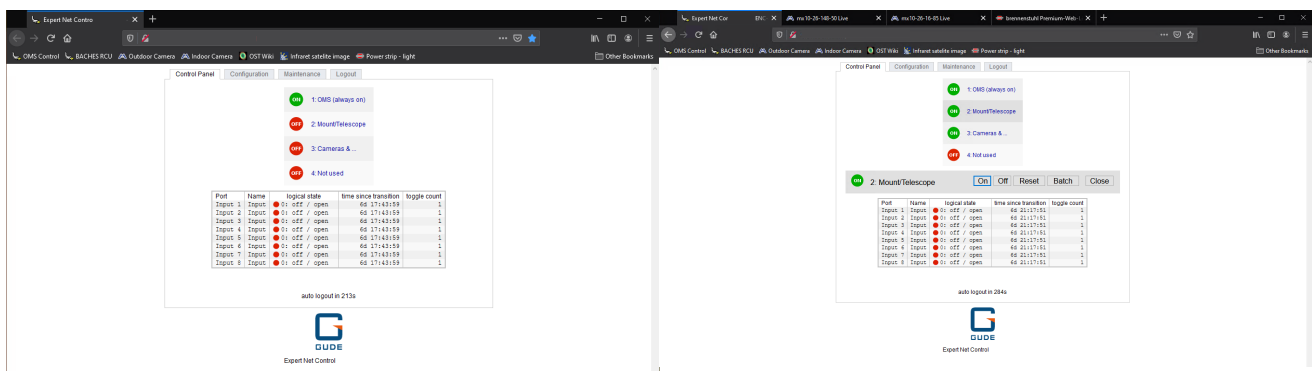 Expert Net Contro
OMS Control BACHES RCU Outdoor Camera Indoor Camera OST Wiki Infraret satelite image Power strip - light Other Bookmarks
Control Panel Configuration Maintenance Logout
ON 1: OMS (always on)
OFF 2: Mount/Telescope
OFF 3: Cameras & ..
OFF 4: Not used
Port Name logical state time since transition toggle count
Input 1 Input 0: off / open 6d 17:43:59 1
Input 2 Input 0: off / open 6d 17:43:59 1
Input 3 Input 0: off / open 6d 17:43:59 1
Input 4 Input 0: off / open 6d 17:43:59 1
Input 5 Input 0: off / open 6d 17:43:59 1
Input 6 Input 0: off / open 6d 17:43:59 1
Input 7 Input 0: off / open 6d 17:43:59 1
Input 8 Input 0: off / open 6d 17:43:59 1
auto logout in 213s
GUDE
Expert Net Control
Expert Net Cor mx10-26-148-50 Live mx10-26-16-85 Live brennenstuhl Premium-Web-
OMS Control BACHES RCU Outdoor Camera Indoor Camera OST Wiki Infraret satelite image Power strip - light Other Bookmarks
Control Panel Configuration Maintenance Logout
ON 1: OMS (always on)
ON 2: Mount/Telescope
ON 3: Cameras & ..
OFF 4: Not used
ON 2: Mount/Telescope On Off Reset Batch Close
Port Name logical state time since transition toggle count
Input 1 Input 0: off / open 6d 21:17:51 1
Input 2 Input 0: off / open 6d 21:17:51 1
Input 3 Input 0: off / open 6d 21:17:51 1
Input 4 Input 0: off / open 6d 21:17:51 1
Input 5 Input 0: off / open 6d 21:17:51 1
Input 6 Input 0: off / open 6d 21:17:51 1
Input 7 Input 0: off / open 6d 21:17:51 1
Input 8 Input 0: off / open 6d 21:17:51 1
auto logout in 284s
GUDE
Expert Net Control